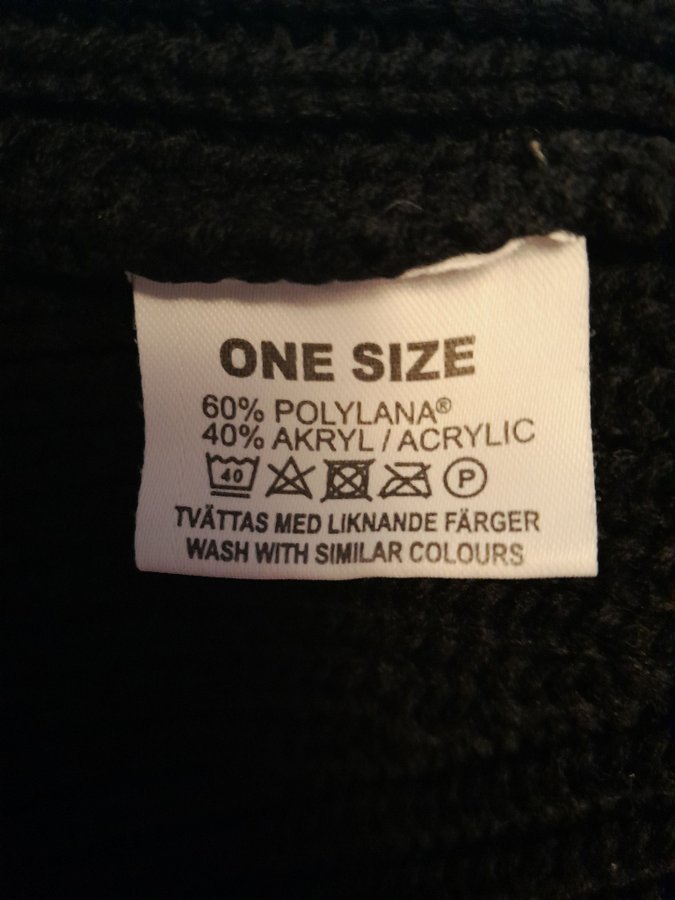 ONE SIZE
60% POLYLANA®
40% AKRYL / ACRYLIC
40 P
TVÄTTAS MED LIKNANDE FÄRGER
WASH WITH SIMILAR COLOURS